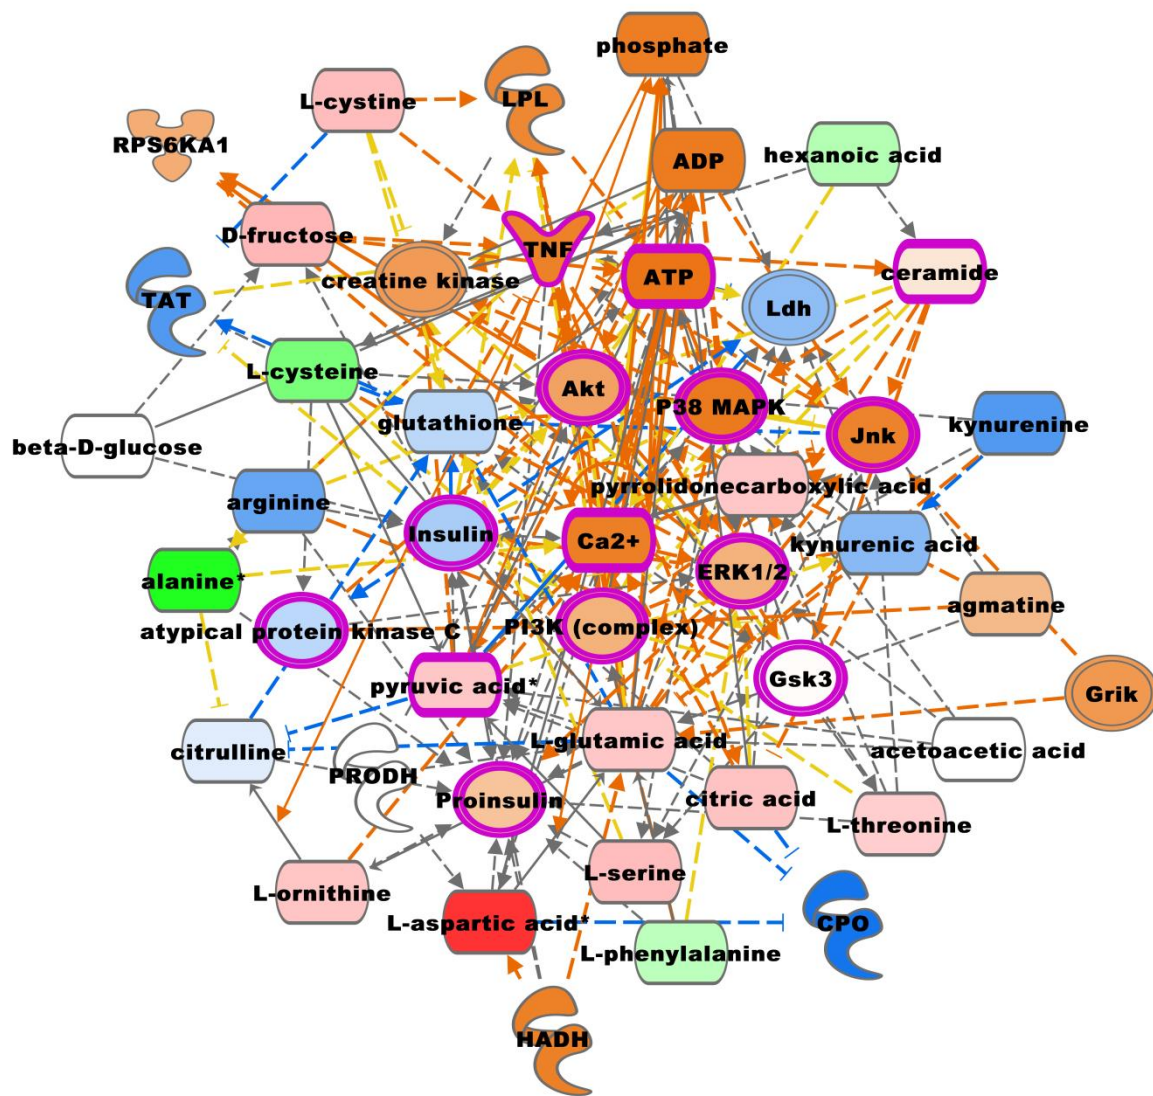 phosphate
L-cystine
LPL
RPS6KA1
ADP
hexanoic acid
D-fructose
TNF
creatine kinase
ATP
ceramide
TAT
Ldh
L-cysteine
Akt
P38 MAPK
glutathione
Jnk
kynurenine
beta-D-glucose
pyrrolidonecarboxylic acid
arginine
Insulin
Ca2+
kynurenic acid
ERK1/2
alanine*
agmatine
atypical protein kinase C
PI3K (complex)
pyruvic acid*
Gsk3
Grik
citrulline
PRODH
L-glutamic acid
acetoacetic acid
Proinsulin
citric acid
L-threonine
L-ornithine
L-serine
L-aspartic acid*
CPO
L-phenylalanine
HADH